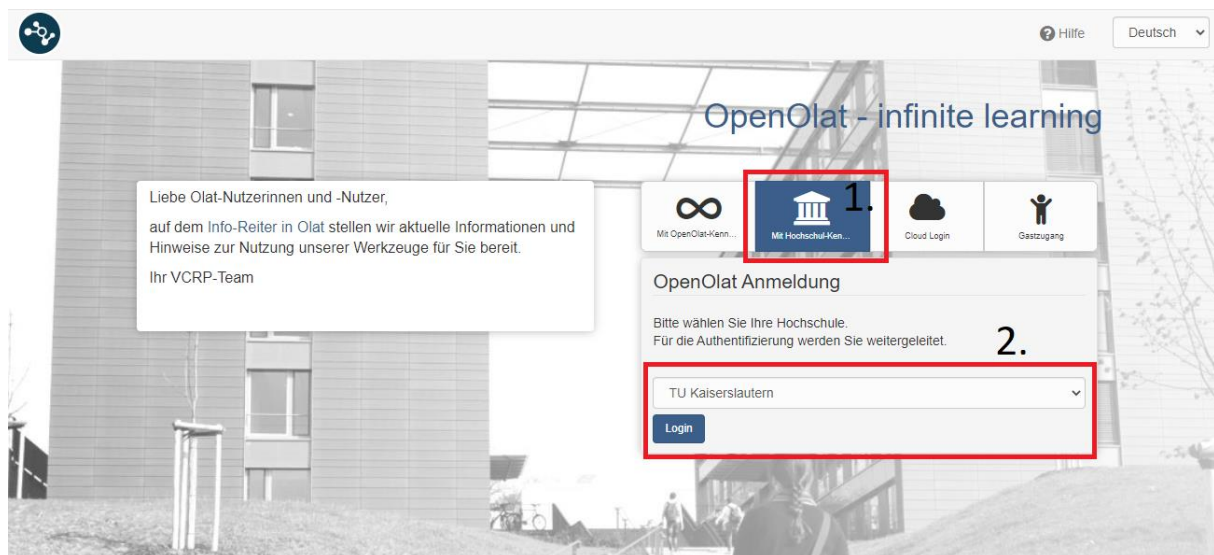 Hilfe
Deutsch
OpenOlat - infinite learning
Liebe Olat-Nutzerinnen und -Nutzer,
auf dem Info-Reiter in Olat stellen wir aktuelle Informationen und
Hinweise zur Nutzung unserer Werkzeuge für Sie bereit.
Ihr VCRP-Team
1.
Mit OpenOlat-Kenn...
Mit Hochschul-Ken...
Cloud Login
Gastzugang
OpenOlat Anmeldung
Bitte wählen Sie Ihre Hochschule.
Für die Authentifizierung werden Sie weitergeleitet.
2.
TU Kaiserslautern
Login